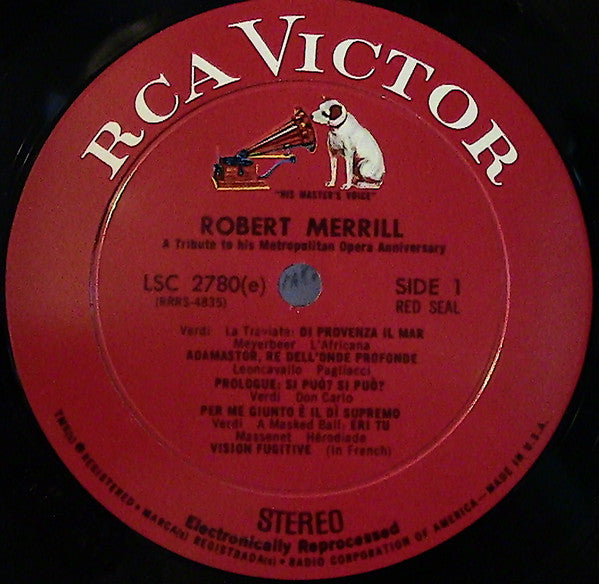 RCA VICTOR
"HIS MASTER'S VOICE"
ROBERT MERRILL
A Tribute to his Metropolitan Opera Anniversary
LSC 2780(e) SIDE 1
(RRRS-4835) RED SEAL
Verdi La Traviata: DI PROVENZA IL MAR
Meyerbeer L'Africana
ADAMASTOR, RE DELL'ONDE PROFONDE
Leoncavallo Pagliacci
PROLOGUE: SI PUÒ? SI PUÒ?
Verdi Don Carlo
PER ME GIUNTO È IL DÌ SUPREMO
Verdi A Masked Ball: ERI TU
Massenet Hérodiade
VISION FUGITIVE (In French)
STEREO
Electronically Reprocessed
TMK(s) ® REGISTERED • MARCA(s) REGISTRADA(s) • RADIO CORPORATION OF AMERICA—MADE IN U.S.A.